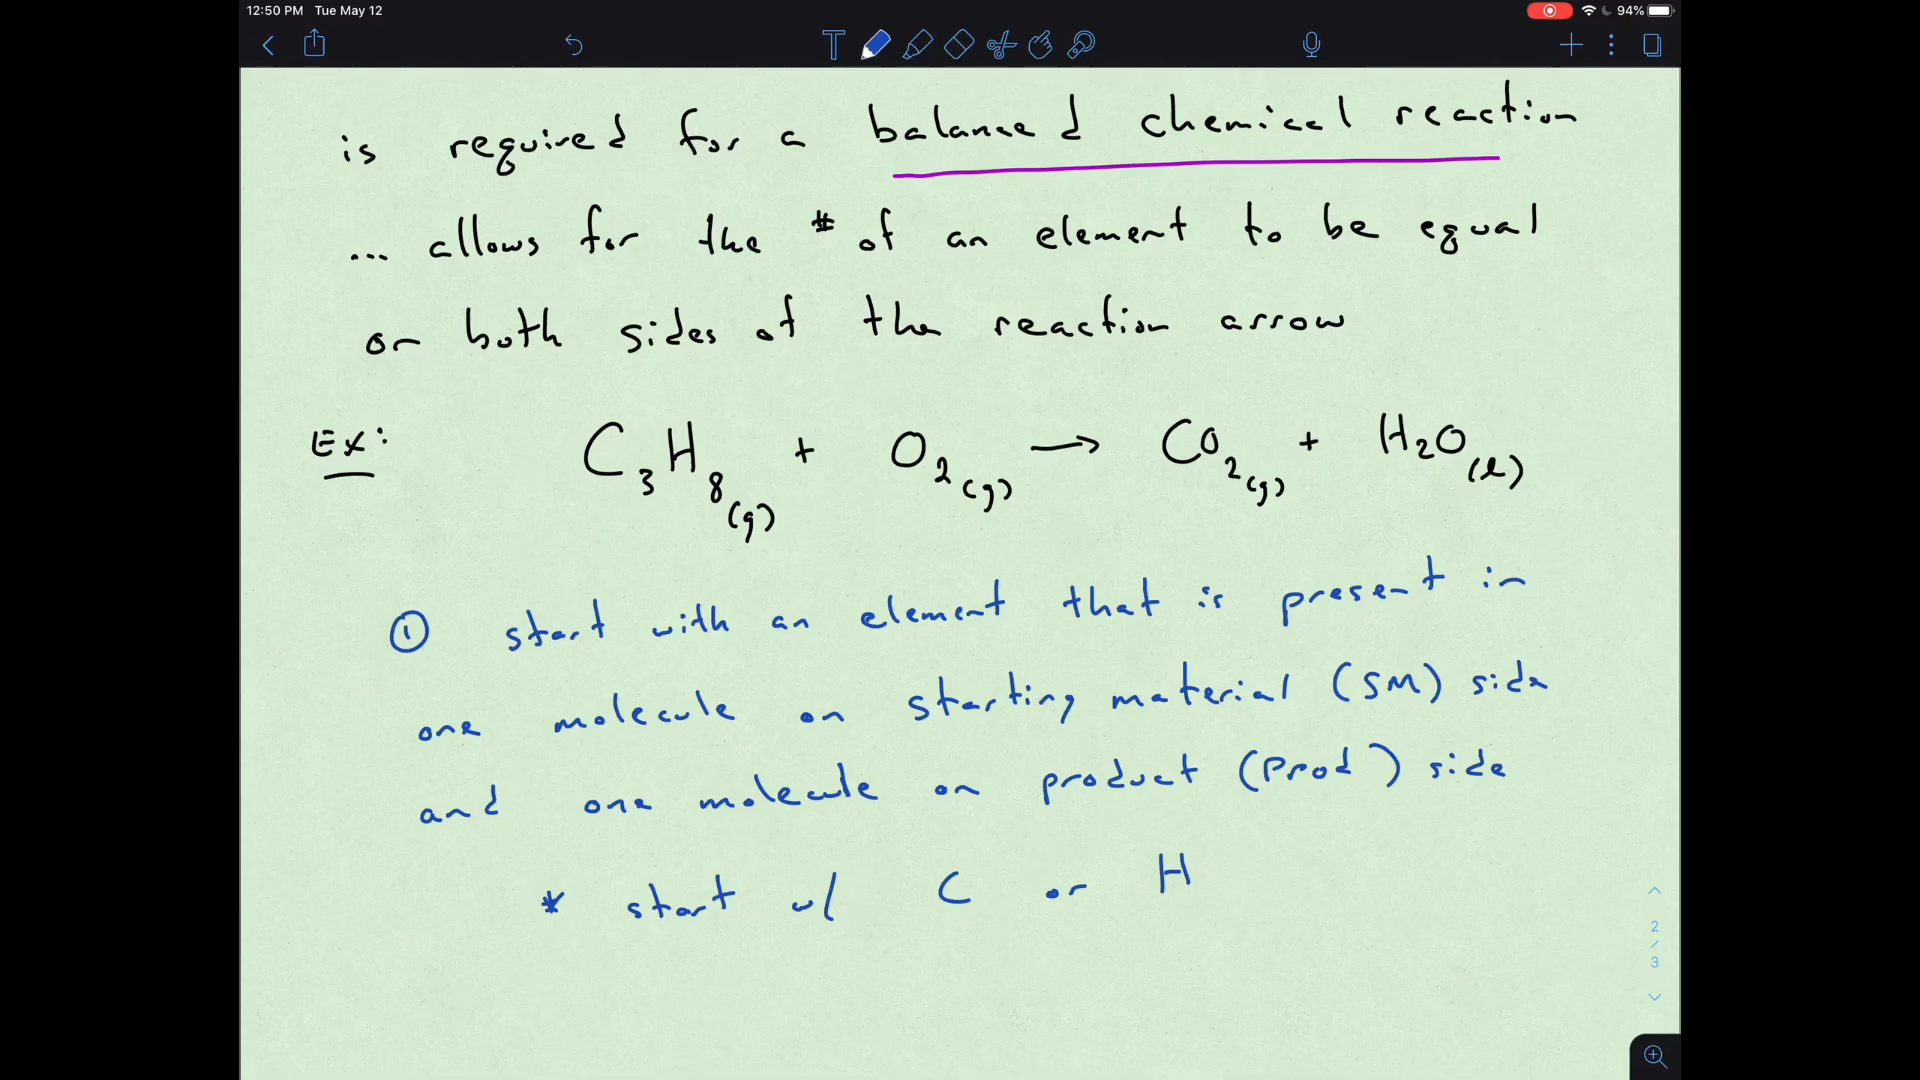 12:50 PM Tue May 12
94%
is required for a balanced chemical reaction
... allows for the # of an element to be equal
on both sides of the reaction arrow
Ex: C₃H₈(g) + O₂(g) → CO₂(g) + H₂O(l)
① start with an element that is present in
one molecule on starting material (SM) side
and one molecule on product (Prod) side
* start w/ C or H
2
/
3